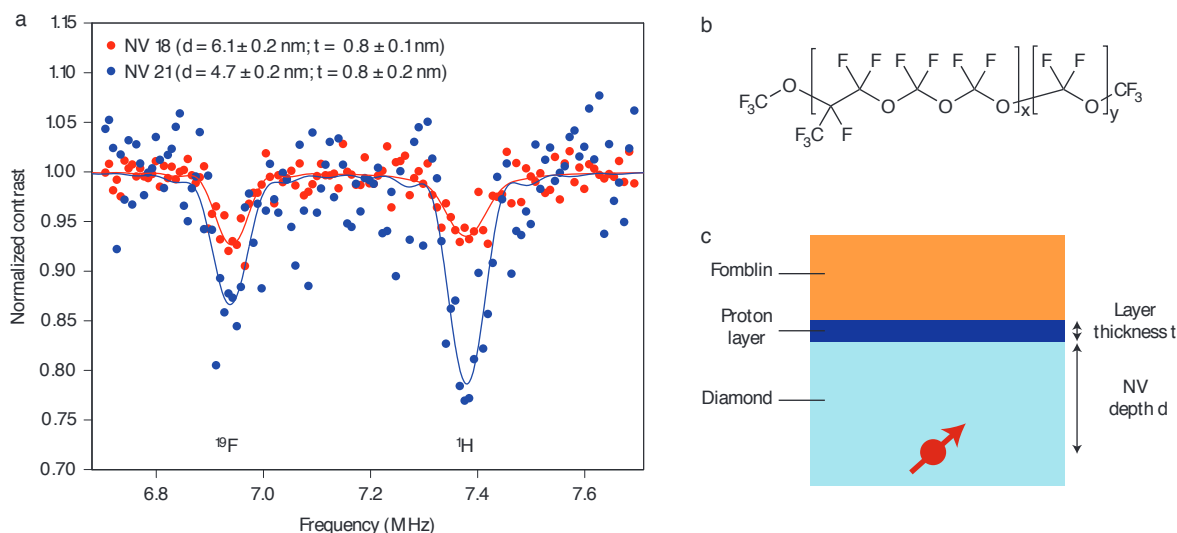 a
1.15
1.10
1.05
1.00
0.95
0.90
0.85
0.80
0.75
0.70
Normalized contrast
NV 18 (d = 6.1 ± 0.2 nm; t = 0.8 ± 0.1 nm)
NV 21 (d = 4.7 ± 0.2 nm; t = 0.8 ± 0.2 nm)
¹⁹F
¹H
6.8 7.0 7.2 7.4 7.6
Frequency (MHz)
b
F F F F F F F F
F₃C O O O O x O y CF₃
F₃C F
c
Fomblin
Proton
layer
Diamond
Layer
thickness t
NV
depth d